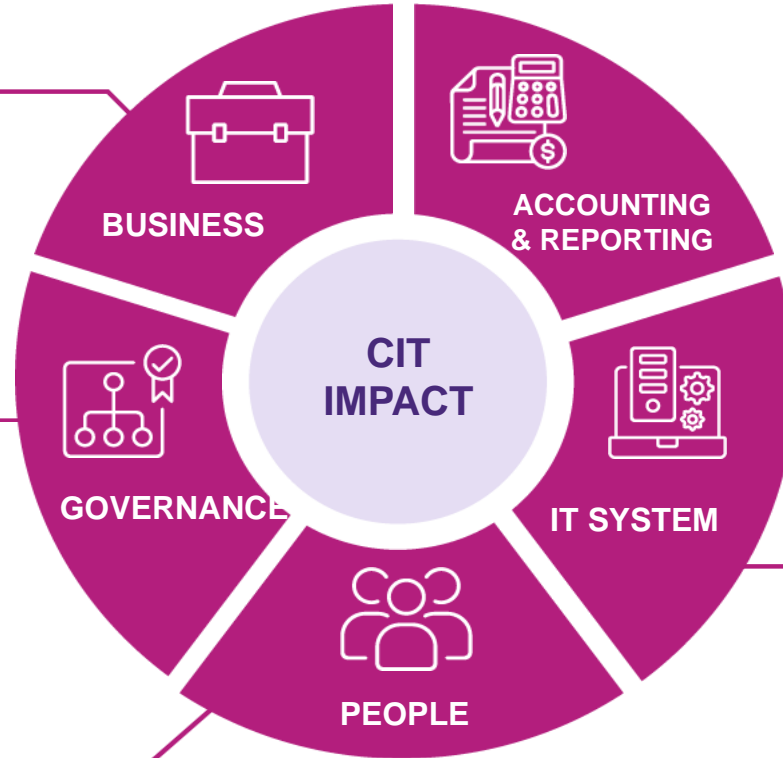 BUSINESS
ACCOUNTING
& REPORTING
CIT
IMPACT
GOVERNANCE
IT SYSTEM
PEOPLE
$